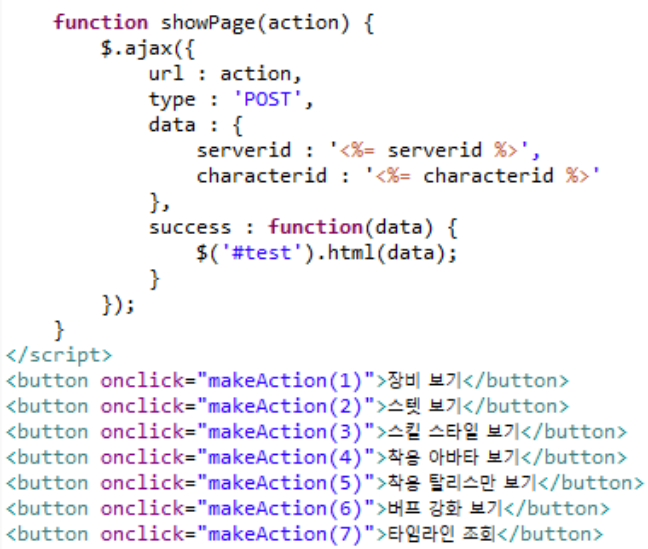 function showPage(action) {
$.ajax({
url : action,
type : 'POST',
data : {
serverid : '<%= serverid %>',
characterid : '<%= characterid %>'
},
success : function(data) {
$('#test').html(data);
}
});
}
</script>
<button onclick="makeAction(1)">장비 보기</button>
<button onclick="makeAction(2)">스텟 보기</button>
<button onclick="makeAction(3)">스킬 스타일 보기</button>
<button onclick="makeAction(4)">착용 아바타 보기</button>
<button onclick="makeAction(5)">착용 탈리스만 보기</button>
<button onclick="makeAction(6)">버프 강화 보기</button>
<button onclick="makeAction(7)">타임라인 조회</button>